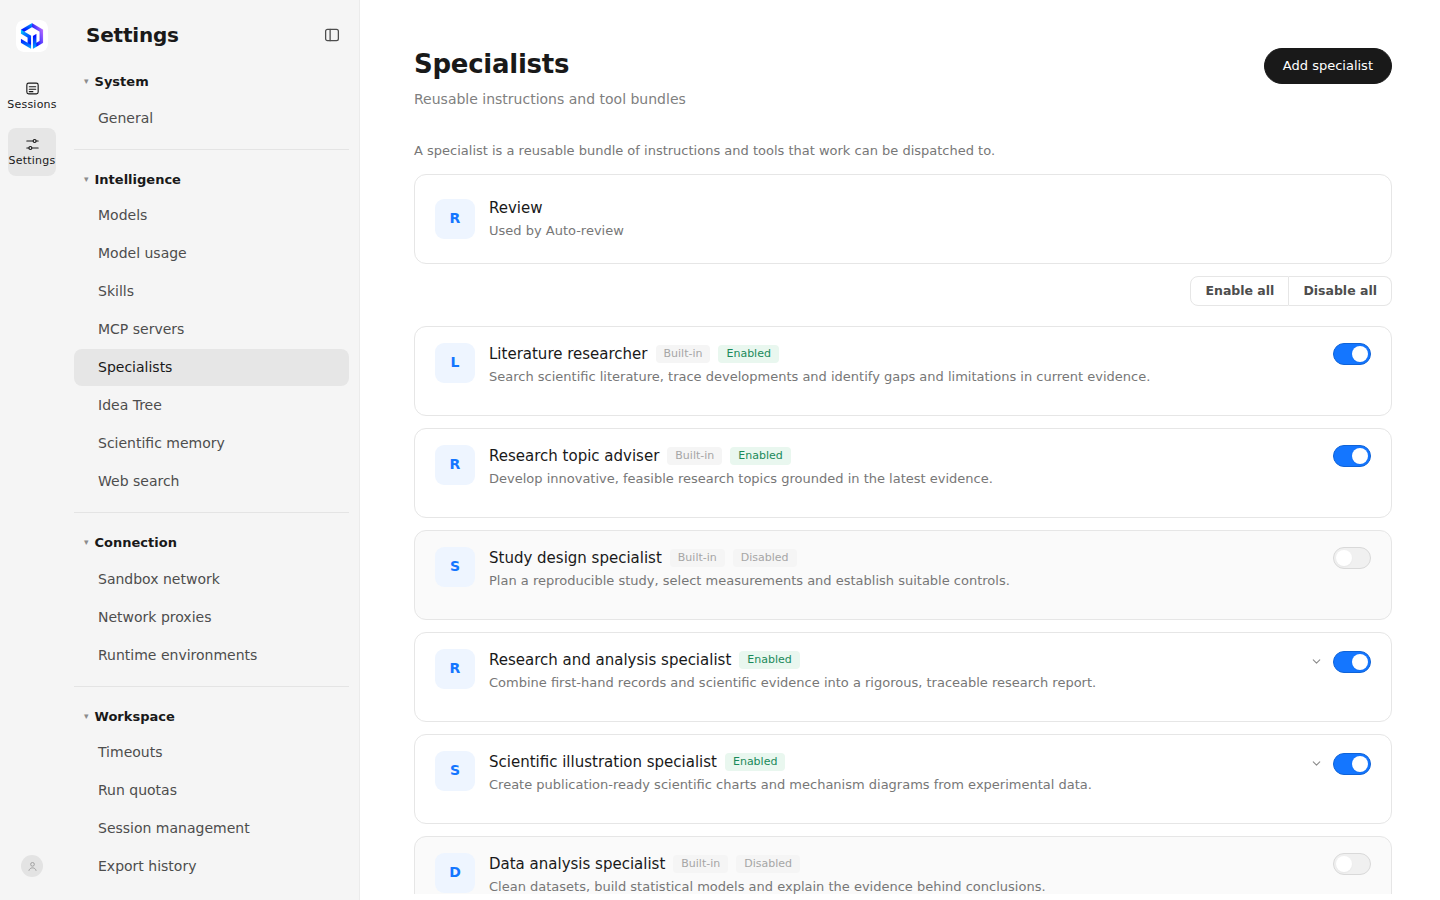 Settings
Sessions
Settings
System
General
Intelligence
Models
Model usage
Skills
MCP servers
Specialists
Idea Tree
Scientific memory
Web search
Connection
Sandbox network
Network proxies
Runtime environments
Workspace
Timeouts
Run quotas
Session management
Export history
Specialists
Add specialist
Reusable instructions and tool bundles
A specialist is a reusable bundle of instructions and tools that work can be dispatched to.
R
Review
Used by Auto-review
Enable all
Disable all
L
Literature researcher Built-in Enabled
Search scientific literature, trace developments and identify gaps and limitations in current evidence.
R
Research topic adviser Built-in Enabled
Develop innovative, feasible research topics grounded in the latest evidence.
S
Study design specialist Built-in Disabled
Plan a reproducible study, select measurements and establish suitable controls.
R
Research and analysis specialist Enabled
Combine first-hand records and scientific evidence into a rigorous, traceable research report.
S
Scientific illustration specialist Enabled
Create publication-ready scientific charts and mechanism diagrams from experimental data.
D
Data analysis specialist Built-in Disabled
Clean datasets, build statistical models and explain the evidence behind conclusions.